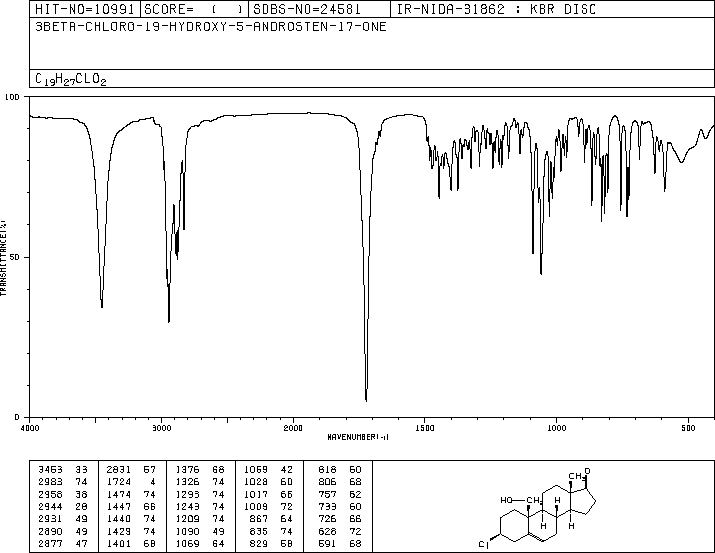 HIT-NO=10991 SCORE= ( ) SDBS-NO=24581 IR-NIDA-31862 : KBR DISC
3BETA-CHLORO-19-HYDROXY-5-ANDROSTEN-17-ONE
C19H27CLO2
100
50
0
TRANSMITTANCE(%)
4000 3000 2000 1500 1000 500
WAVENUMBER(-1)
3453 33 2831 57 1376 68 1059 42 818 60
2983 74 1724 4 1326 74 1028 60 806 68
2958 38 1474 74 1293 74 1017 66 757 62
2944 28 1447 66 1243 74 1009 72 733 60
2931 49 1440 74 1209 74 867 64 726 66
2890 49 1429 74 1090 49 835 74 628 72
2877 47 1401 68 1069 64 829 58 591 68
O
CH3
HO
CH2
H
H
H
Cl